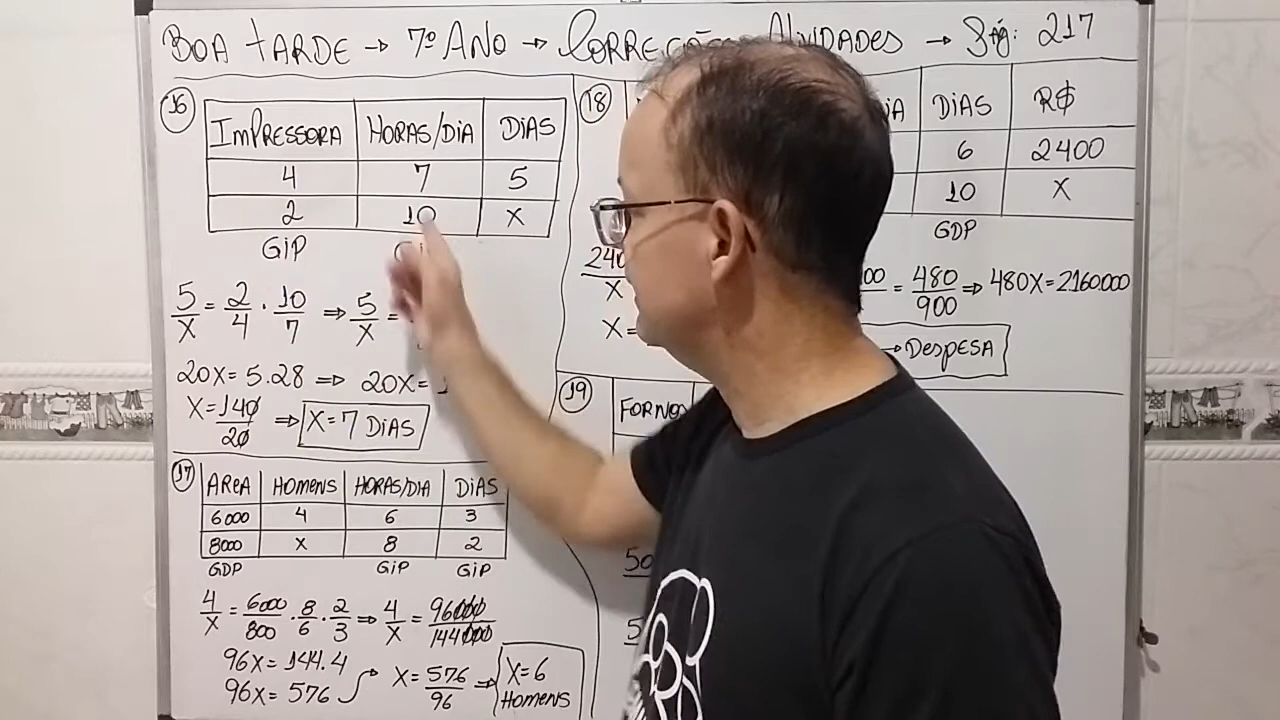 BOA TARDE → 7º ANO → CORREÇÃO Atividades → Pág: 217
16
IMPRESSORA HORAS/DIA DIAS
4 7 5
2 10 X
GIP
5/X = 2/4 · 10/7 ⇒ 5/X =
20X = 5.28 ⇒ 20X = 1
X = 140/20 ⇒ X = 7 DIAS
17
AREA HOMENS HORAS/DIA DIAS
6000 4 6 3
8000 X 8 2
GDP GIP GIP
4/X = 6000/800 · 8/6 · 2/3 ⇒ 4/X = 96000/144000
96X = 144.4
96X = 576 → X = 576/96 ⇒ X = 6 HOMENS
18
DIAS R$
6 2400
10 X
GDP
240 /X = 480/900 ⇒ 480X = 2160.000
X =
→ DESPESA
19
FORNOS
50
5